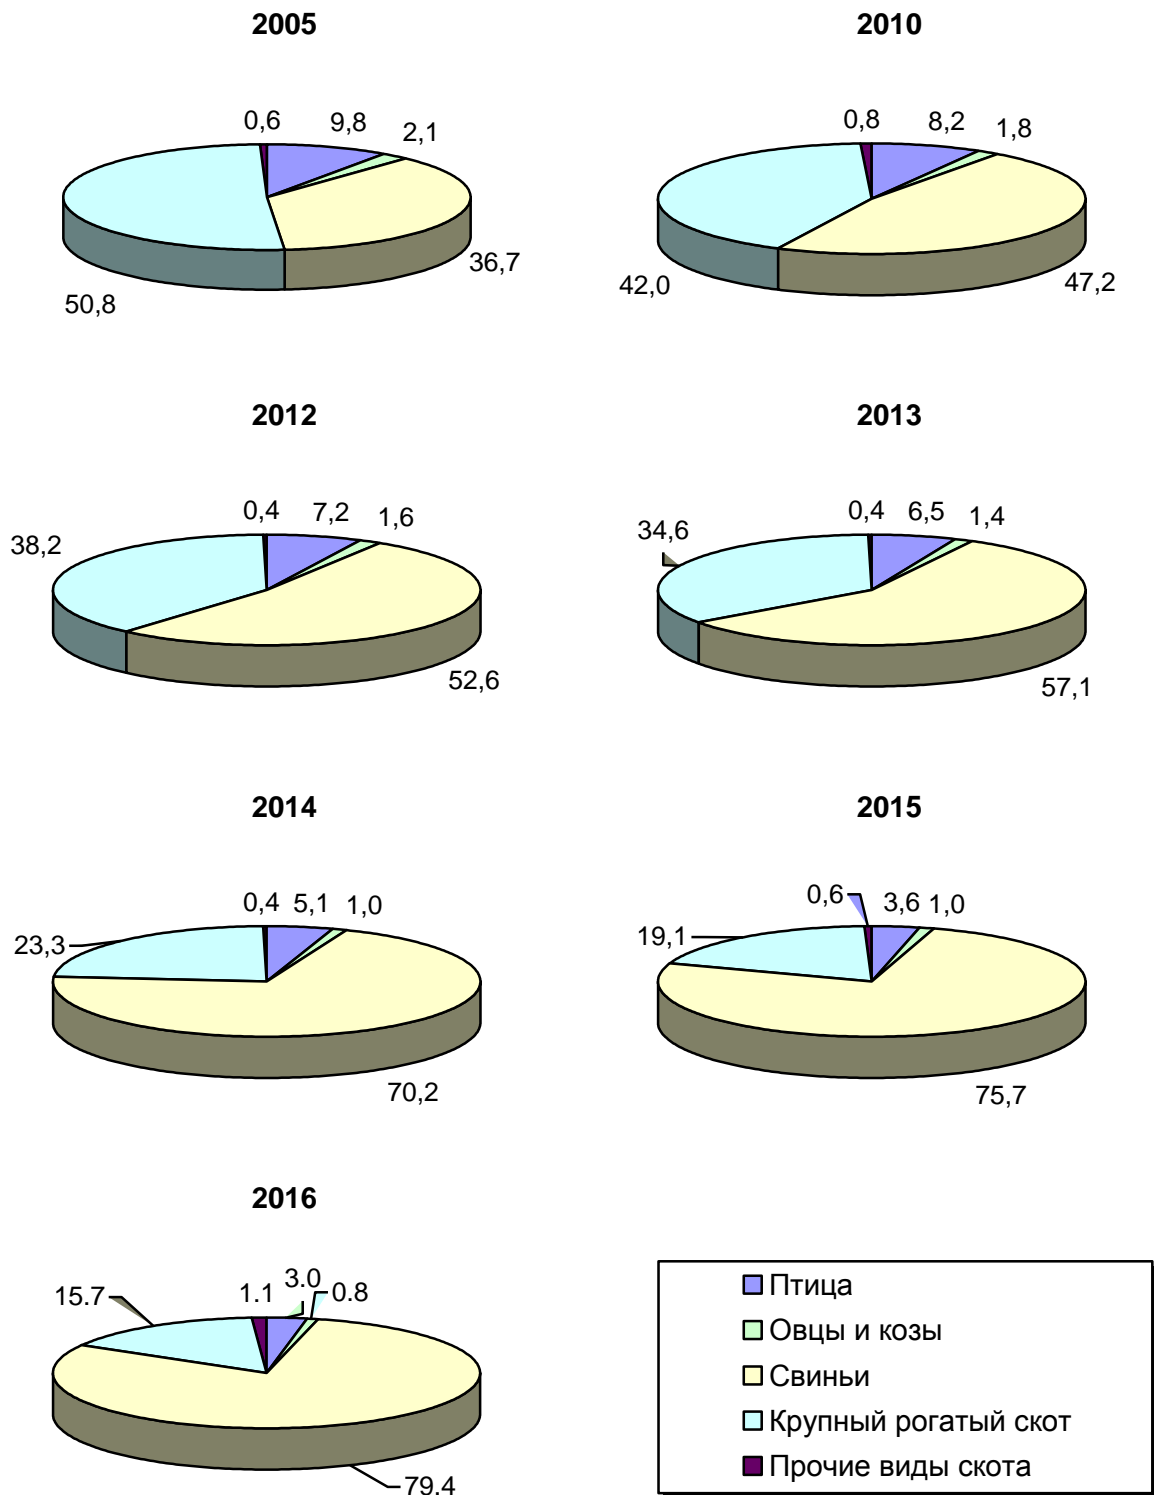 2005
2010
0,6 9,8 2,1
36,7
50,8
0,8 8,2 1,8
47,2
42,0
2012
2013
0,4 7,2 1,6
38,2
52,6
0,4 6,5 1,4
34,6
57,1
2014
2015
0,4 5,1 1,0
23,3
70,2
0,6 3,6 1,0
19,1
75,7
2016
15.7 1.1 3.0 0.8
79.4
Птица
Овцы и козы
Свиньи
Крупный рогатый скот
Прочие виды скота